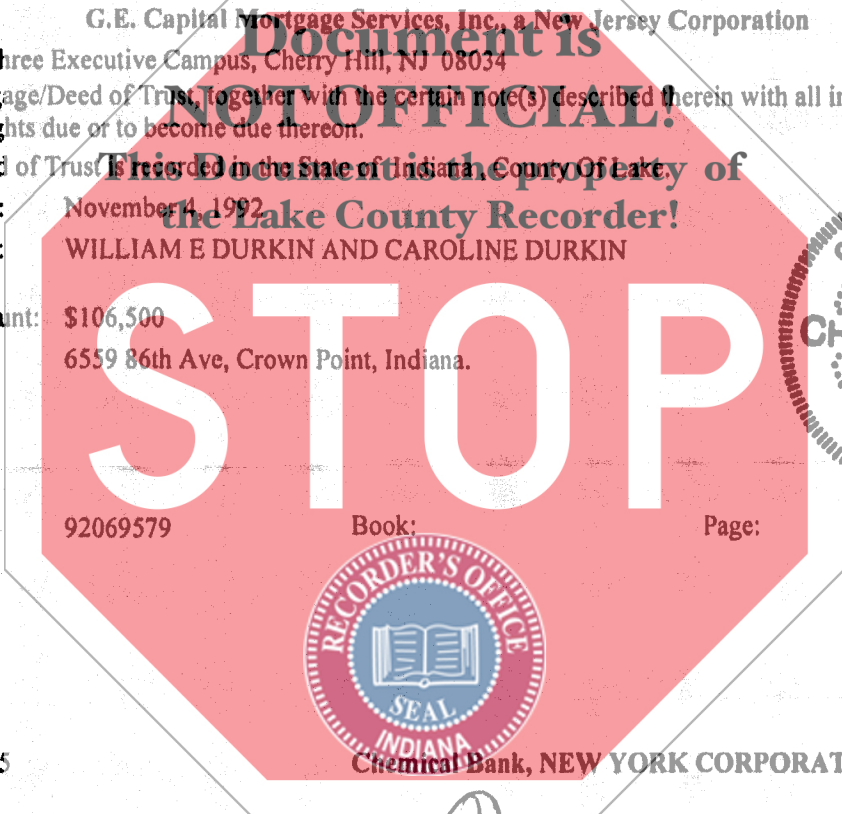 G.E. Capital Mortgage Services, Inc., a New Jersey Corporation
Document is
hree Executive Campus, Cherry Hill, NJ 08034
age/Deed of Trust, together with the certain note(s) described therein with all in
NOT OFFICIAL!
hts due or to become due thereon.
d of Trust is recorded in the State of Indiana, County Of Lake.
This Document is the property of
: November 4, 1992
the Lake County Recorder!
: WILLIAM E DURKIN AND CAROLINE DURKIN
unt: $106,500
6559 86th Ave, Crown Point, Indiana.
STOP
92069579 Book: Page:
RECORDER'S OFFICE
SEAL
INDIANA
5 Chemical Bank, NEW YORK CORPORAT